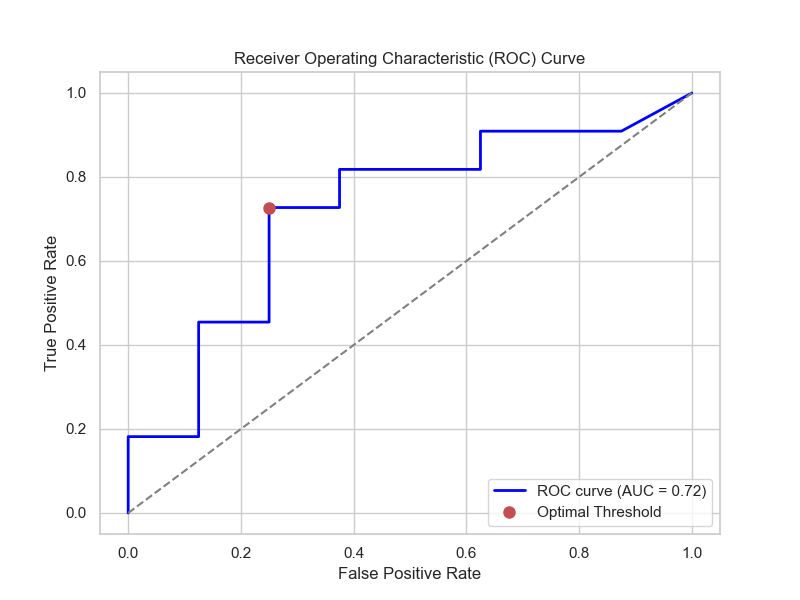 Receiver Operating Characteristic (ROC) Curve
True Positive Rate
1.0
0.8
0.6
0.4
0.2
0.0
ROC curve (AUC = 0.72)
Optimal Threshold
0.0 0.2 0.4 0.6 0.8 1.0
False Positive Rate